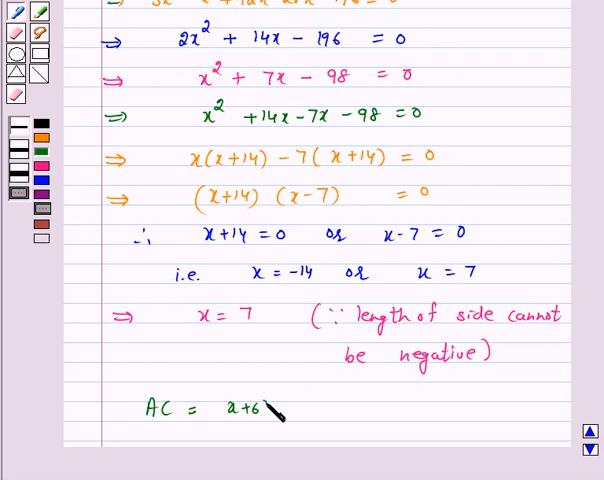 ⇒ 2x² + 14x - 196 = 0
⇒ x² + 7x - 98 = 0
⇒ x² + 14x - 7x - 98 = 0
⇒ x(x+14) - 7(x+14) = 0
⇒ (x+14) (x-7) = 0
∴ x+14 = 0 or x-7 = 0
i.e. x = -14 or x = 7
⇒ x = 7 (∵ length of side cannot
be negative)
AC = x+6